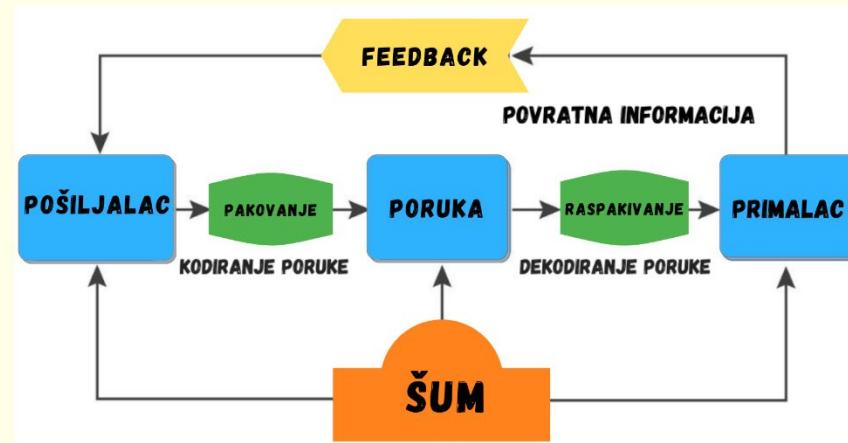 FEEDBACK
POVRATNA INFORMACIJA
POŠILJALAC
PAKOVANJE
PORUKA
RASPAKIVANJE
PRIMALAC
KODIRANJE PORUKE
DEKODIRANJE PORUKE
ŠUM